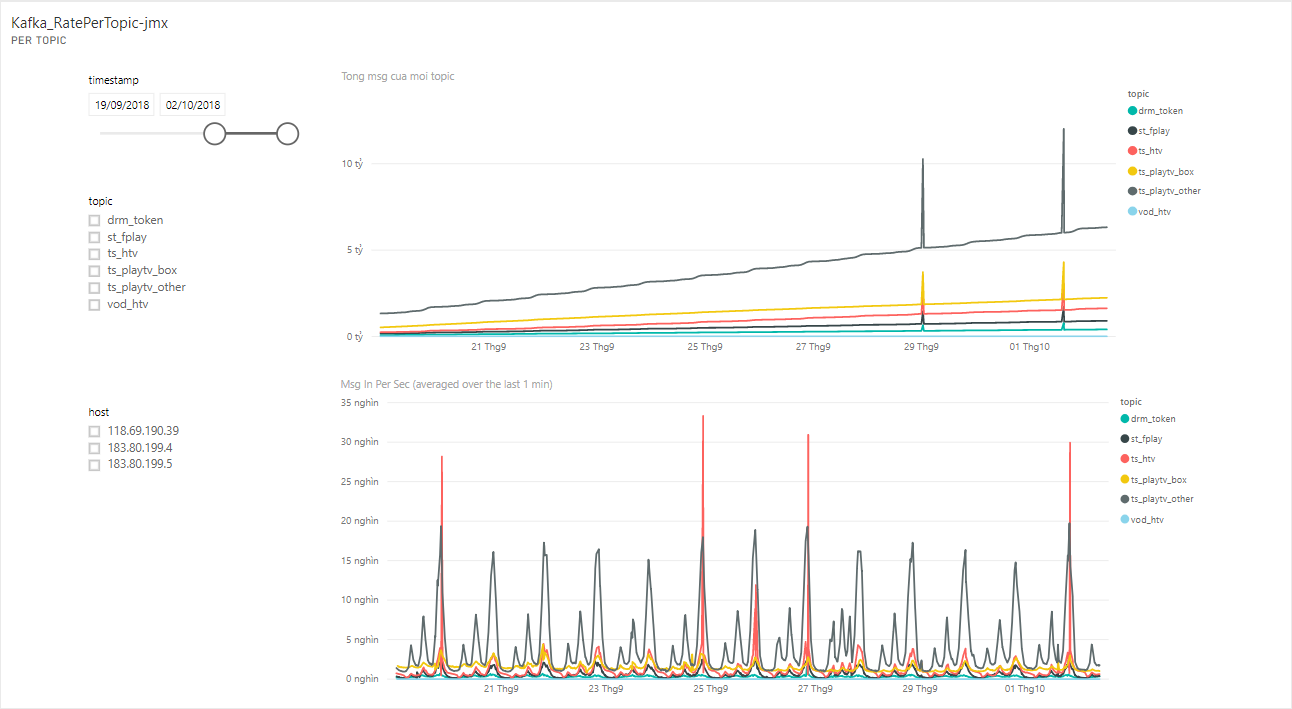 Kafka_RatePerTopic-jmx
PER TOPIC
timestamp
19/09/2018 02/10/2018
topic
drm_token
st_fplay
ts_htv
ts_playtv_box
ts_playtv_other
vod_htv
host
118.69.190.39
183.80.199.4
183.80.199.5
Tong msg cua moi topic
10 tỷ
5 tỷ
0 tỷ
21 Thg9 23 Thg9 25 Thg9 27 Thg9 29 Thg9 01 Thg10
topic
drm_token
st_fplay
ts_htv
ts_playtv_box
ts_playtv_other
vod_htv
Msg In Per Sec (averaged over the last 1 min)
35 nghìn
30 nghìn
25 nghìn
20 nghìn
15 nghìn
10 nghìn
5 nghìn
0 nghìn
21 Thg9 23 Thg9 25 Thg9 27 Thg9 29 Thg9 01 Thg10
topic
drm_token
st_fplay
ts_htv
ts_playtv_box
ts_playtv_other
vod_htv